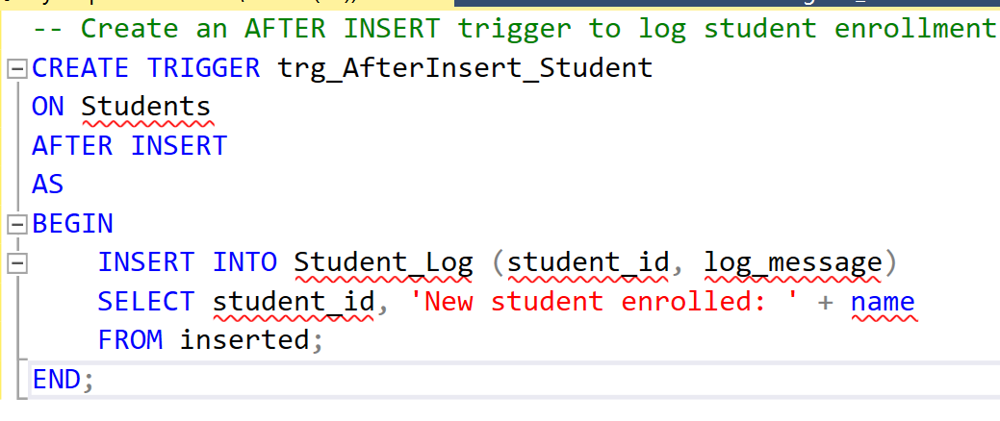 -- Create an AFTER INSERT trigger to log student enrollment
CREATE TRIGGER trg_AfterInsert_Student
ON Students
AFTER INSERT
AS
BEGIN
INSERT INTO Student_Log (student_id, log_message)
SELECT student_id, 'New student enrolled: ' + name
FROM inserted;
END;